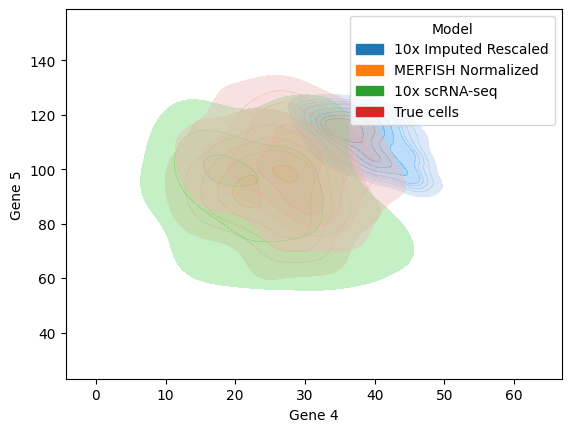 Model
10x Imputed Rescaled
MERFISH Normalized
10x scRNA-seq
True cells
140
120
100
80
60
40
Gene 5
0 10 20 30 40 50 60
Gene 4